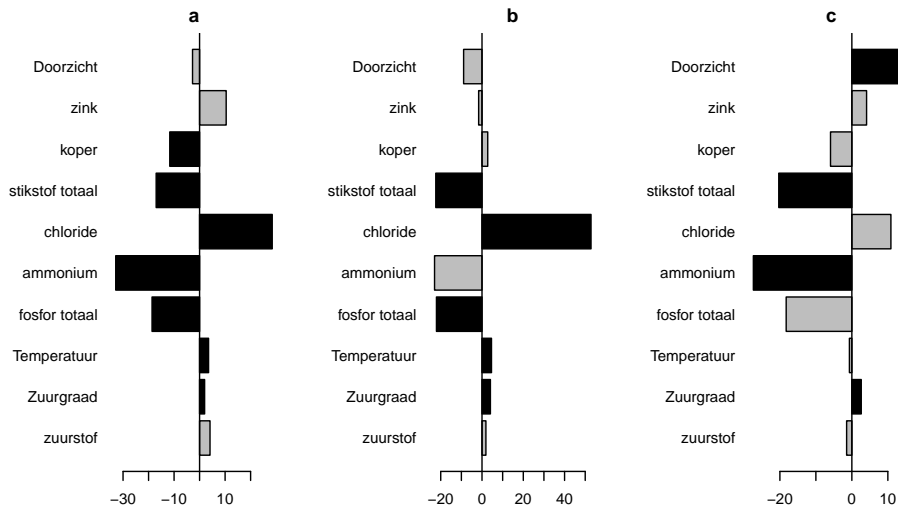 a
Doorzicht
zink
koper
stikstof totaal
chloride
ammonium
fosfor totaal
Temperatuur
Zuurgraad
zuurstof
−30 −10 10
b
Doorzicht
zink
koper
stikstof totaal
chloride
ammonium
fosfor totaal
Temperatuur
Zuurgraad
zuurstof
−20 0 20 40
c
Doorzicht
zink
koper
stikstof totaal
chloride
ammonium
fosfor totaal
Temperatuur
Zuurgraad
zuurstof
−20 0 10